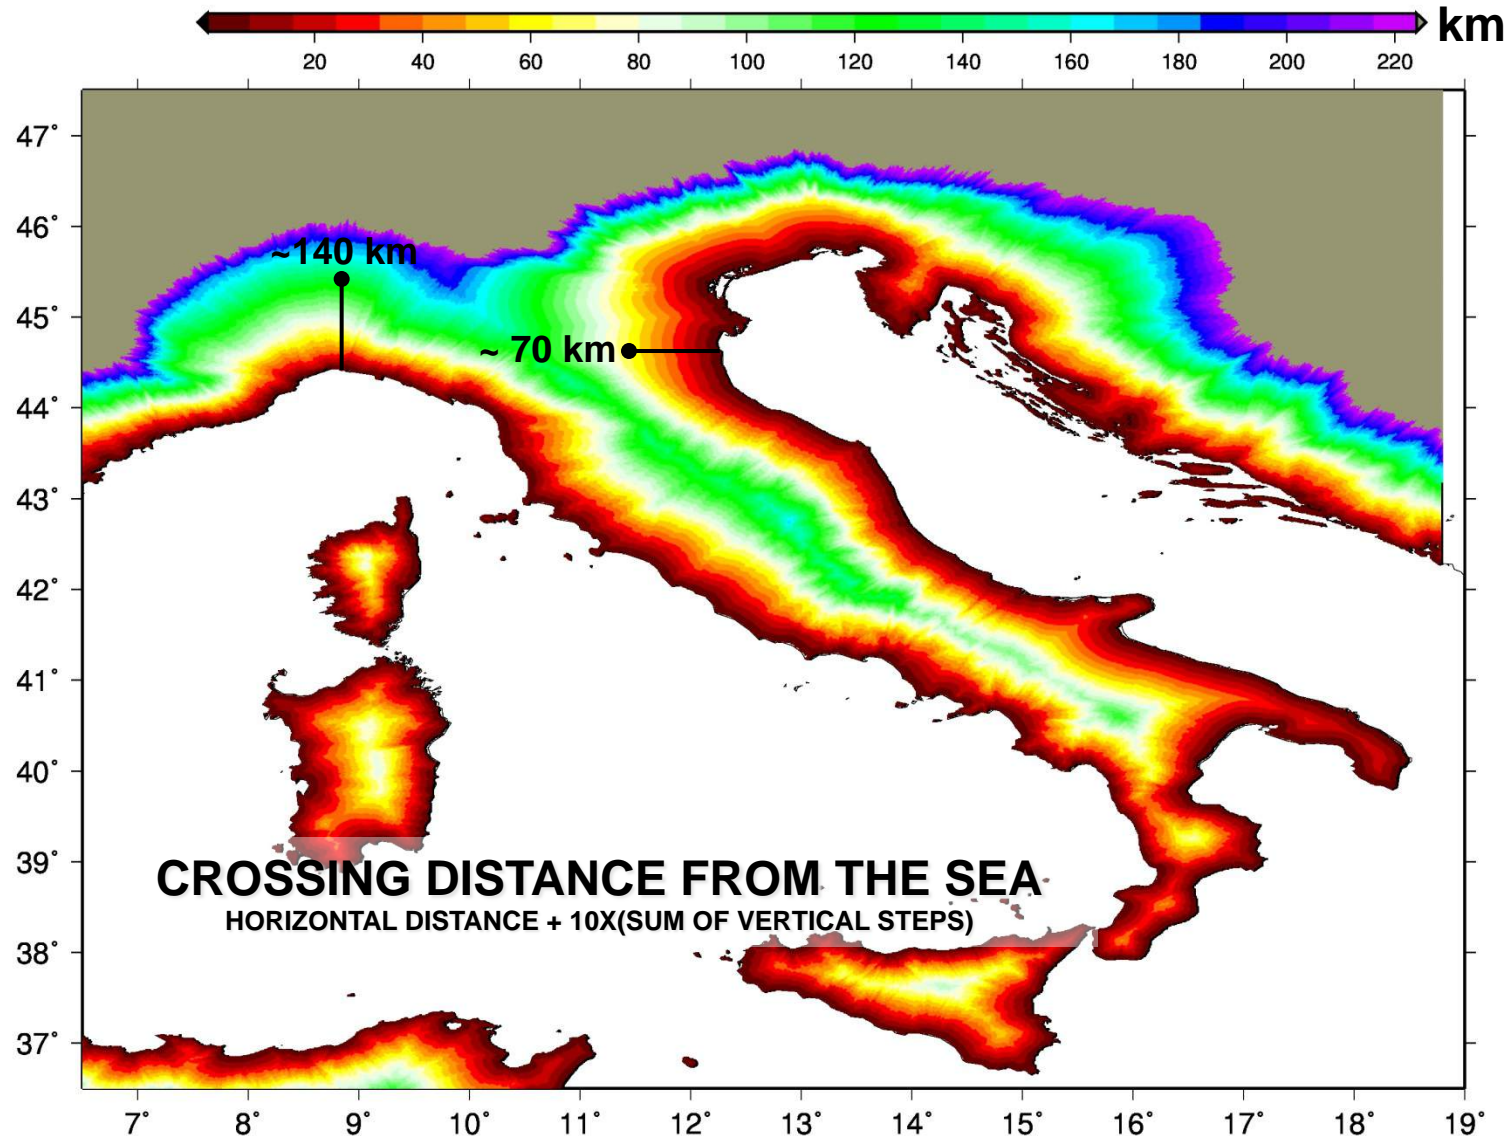 km
20 40 60 80 100 120 140 160 180 200 220
47°
46°
~140 km
45°
~ 70 km
44°
43°
42°
41°
40°
39°
CROSSING DISTANCE FROM THE SEA
HORIZONTAL DISTANCE + 10X(SUM OF VERTICAL STEPS)
38°
37°
7° 8° 9° 10° 11° 12° 13° 14° 15° 16° 17° 18° 19°